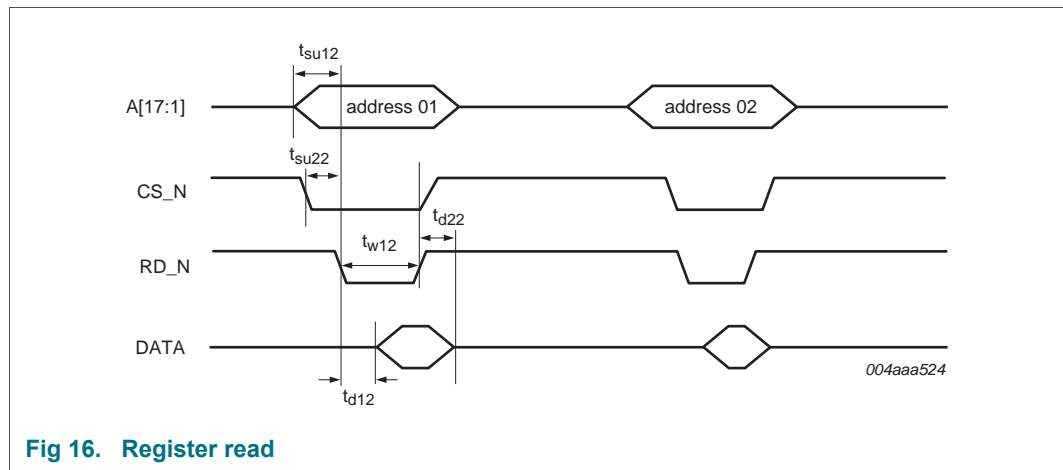 tsu12
A[17:1]
address 01
address 02
tsu22
CS_N
td22
tw12
RD_N
DATA
004aaa524
td12
Fig 16. Register read